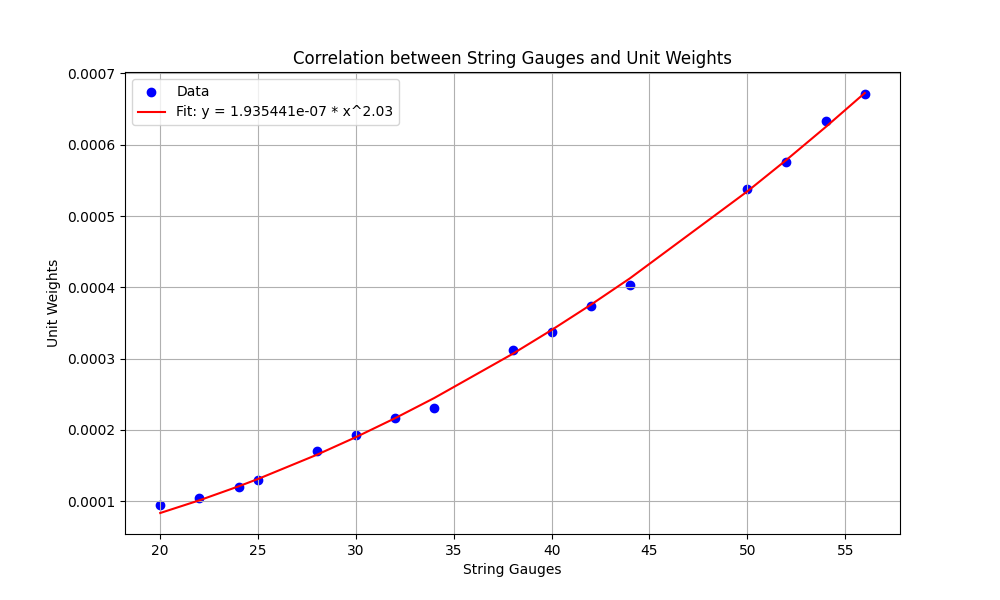 Correlation between String Gauges and Unit Weights
Data
Fit: y = 1.935441e-07 * x^2.03
0.0007
0.0006
0.0005
0.0004
0.0003
0.0002
0.0001
Unit Weights
20 25 30 35 40 45 50 55
String Gauges